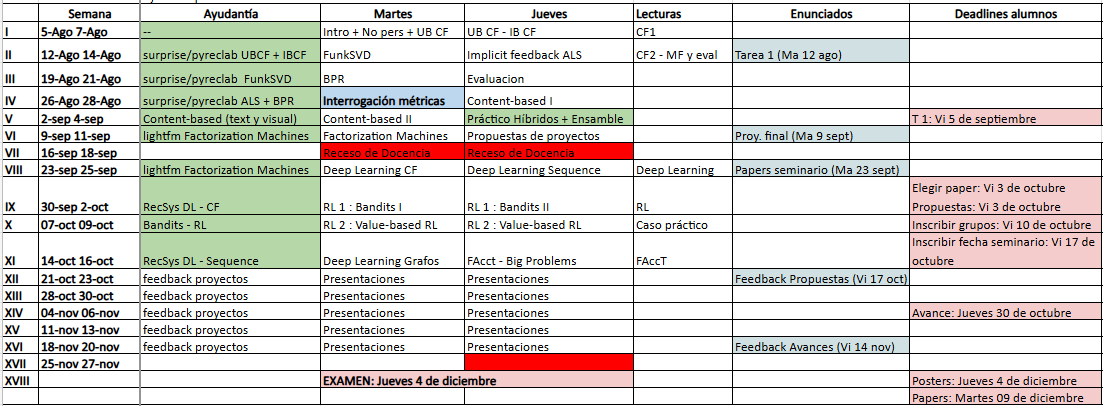 Semana Ayudantía Martes Jueves Lecturas Enunciados Deadlines alumnos
I 5-Ago 7-Ago -- Intro + No pers + UB CF UB CF - IB CF CF1
II 12-Ago 14-Ago surprise/pyreclab UBCF + IBCF FunkSVD Implicit feedback ALS CF2 - MF y eval Tarea 1 (Ma 12 ago)
III 19-Ago 21-Ago surprise/pyreclab FunkSVD BPR Evaluacion
IV 26-Ago 28-Ago surprise/pyreclab ALS + BPR Interrogación métricas Content-based I
V 2-sep 4-sep Content-based (text y visual) Content-based II Práctico Híbridos + Ensamble T 1: Vi 5 de septiembre
VI 9-sep 11-sep lightfm Factorization Machines Factorization Machines Propuestas de proyectos Proy. final (Ma 9 sept)
VII 16-sep 18-sep Receso de Docencia Receso de Docencia
VIII 23-sep 25-sep lightfm Factorization Machines Deep Learning CF Deep Learning Sequence Deep Learning Papers seminario (Ma 23 sept)
Elegir paper: Vi 3 de octubre
IX 30-sep 2-oct RecSys DL - CF RL 1 : Bandits I RL 1 : Bandits II RL Propuestas: Vi 3 de octubre
X 07-oct 09-oct Bandits - RL RL 2 : Value-based RL RL 2 : Value-based RL Caso práctico Inscribir grupos: Vi 10 de octubre
Inscribir fecha seminario: Vi 17 de
XI 14-oct 16-oct RecSys DL - Sequence Deep Learning Grafos FAcct - Big Problems FAccT octubre
XII 21-oct 23-oct feedback proyectos Presentaciones Presentaciones Feedback Propuestas (Vi 17 oct)
XIII 28-oct 30-oct feedback proyectos Presentaciones Presentaciones
XIV 04-nov 06-nov feedback proyectos Presentaciones Presentaciones Avance: Jueves 30 de octubre
XV 11-nov 13-nov feedback proyectos Presentaciones Presentaciones
XVI 18-nov 20-nov feedback proyectos Presentaciones Presentaciones Feedback Avances (Vi 14 nov)
XVII 25-nov 27-nov
XVIII EXAMEN: Jueves 4 de diciembre Posters: Jueves 4 de diciembre
Papers: Martes 09 de diciembre